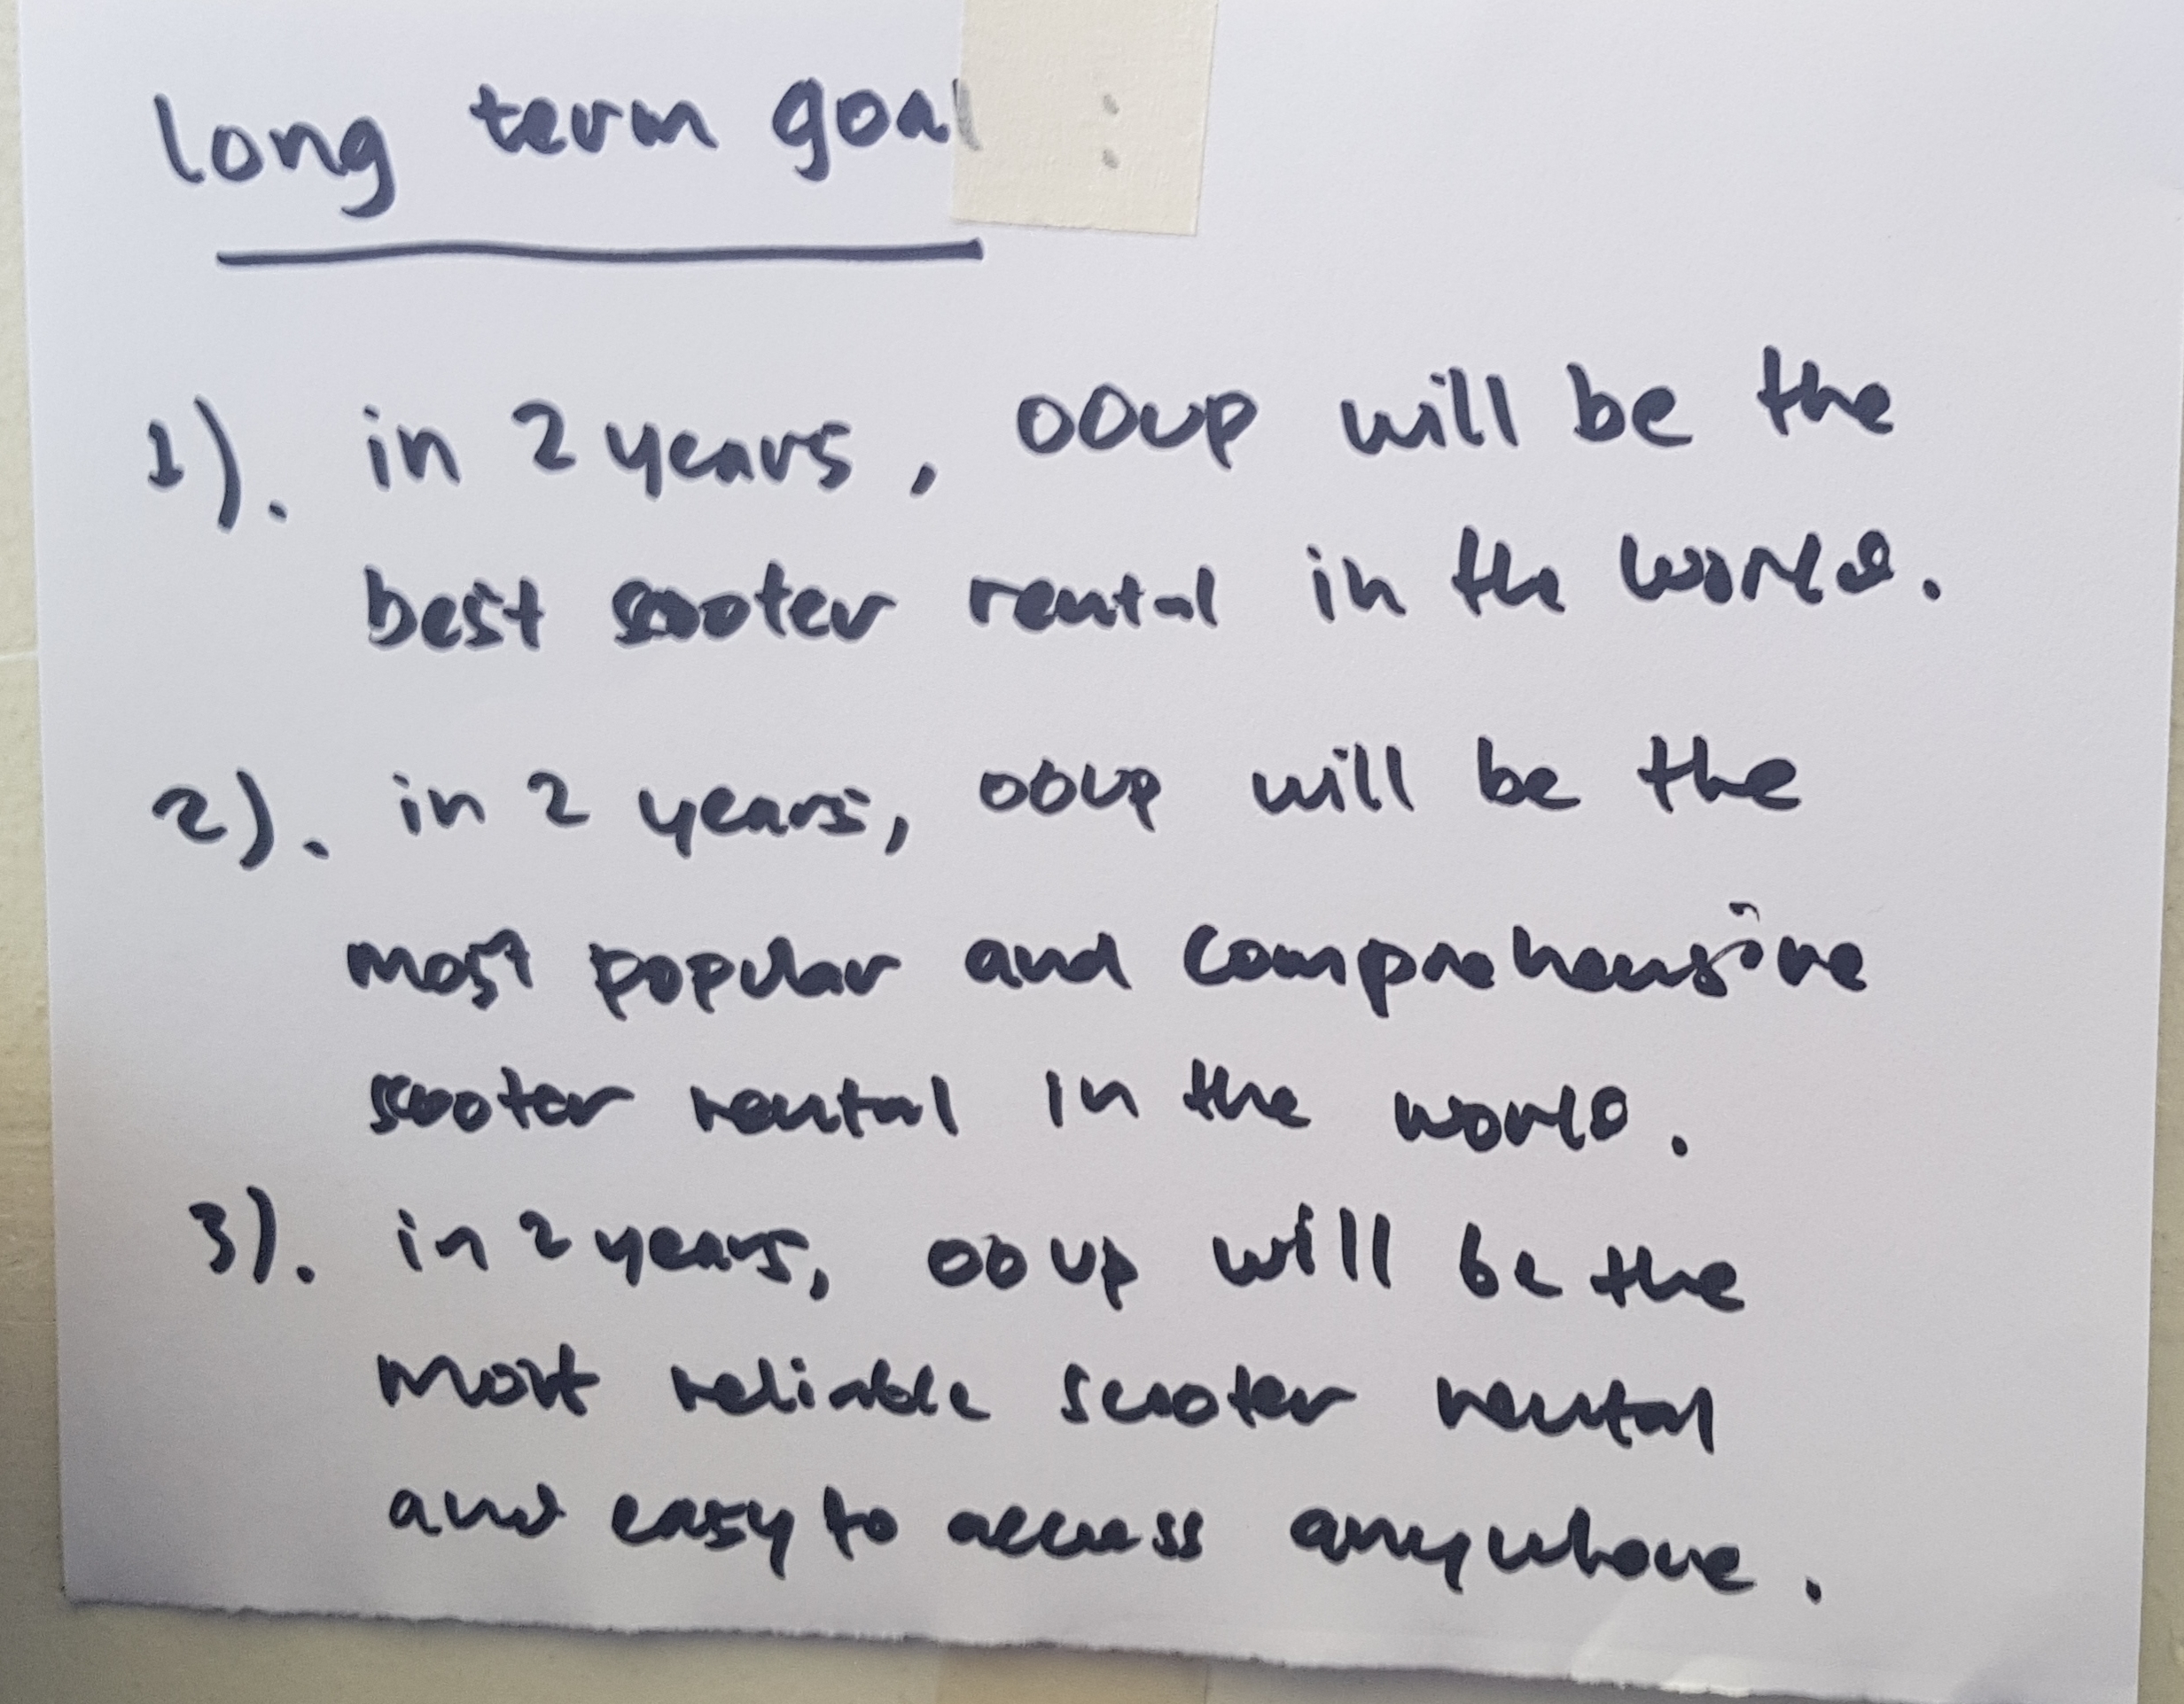 long term goal :
1). in 2 years, OOUP will be the
best scooter rental in the world.
2). in 2 years, OOUP will be the
most popular and comprehensive
scooter rental in the world.
3). in 2 years, OOUP will be the
most reliable scooter rental
and easy to access anywhere.